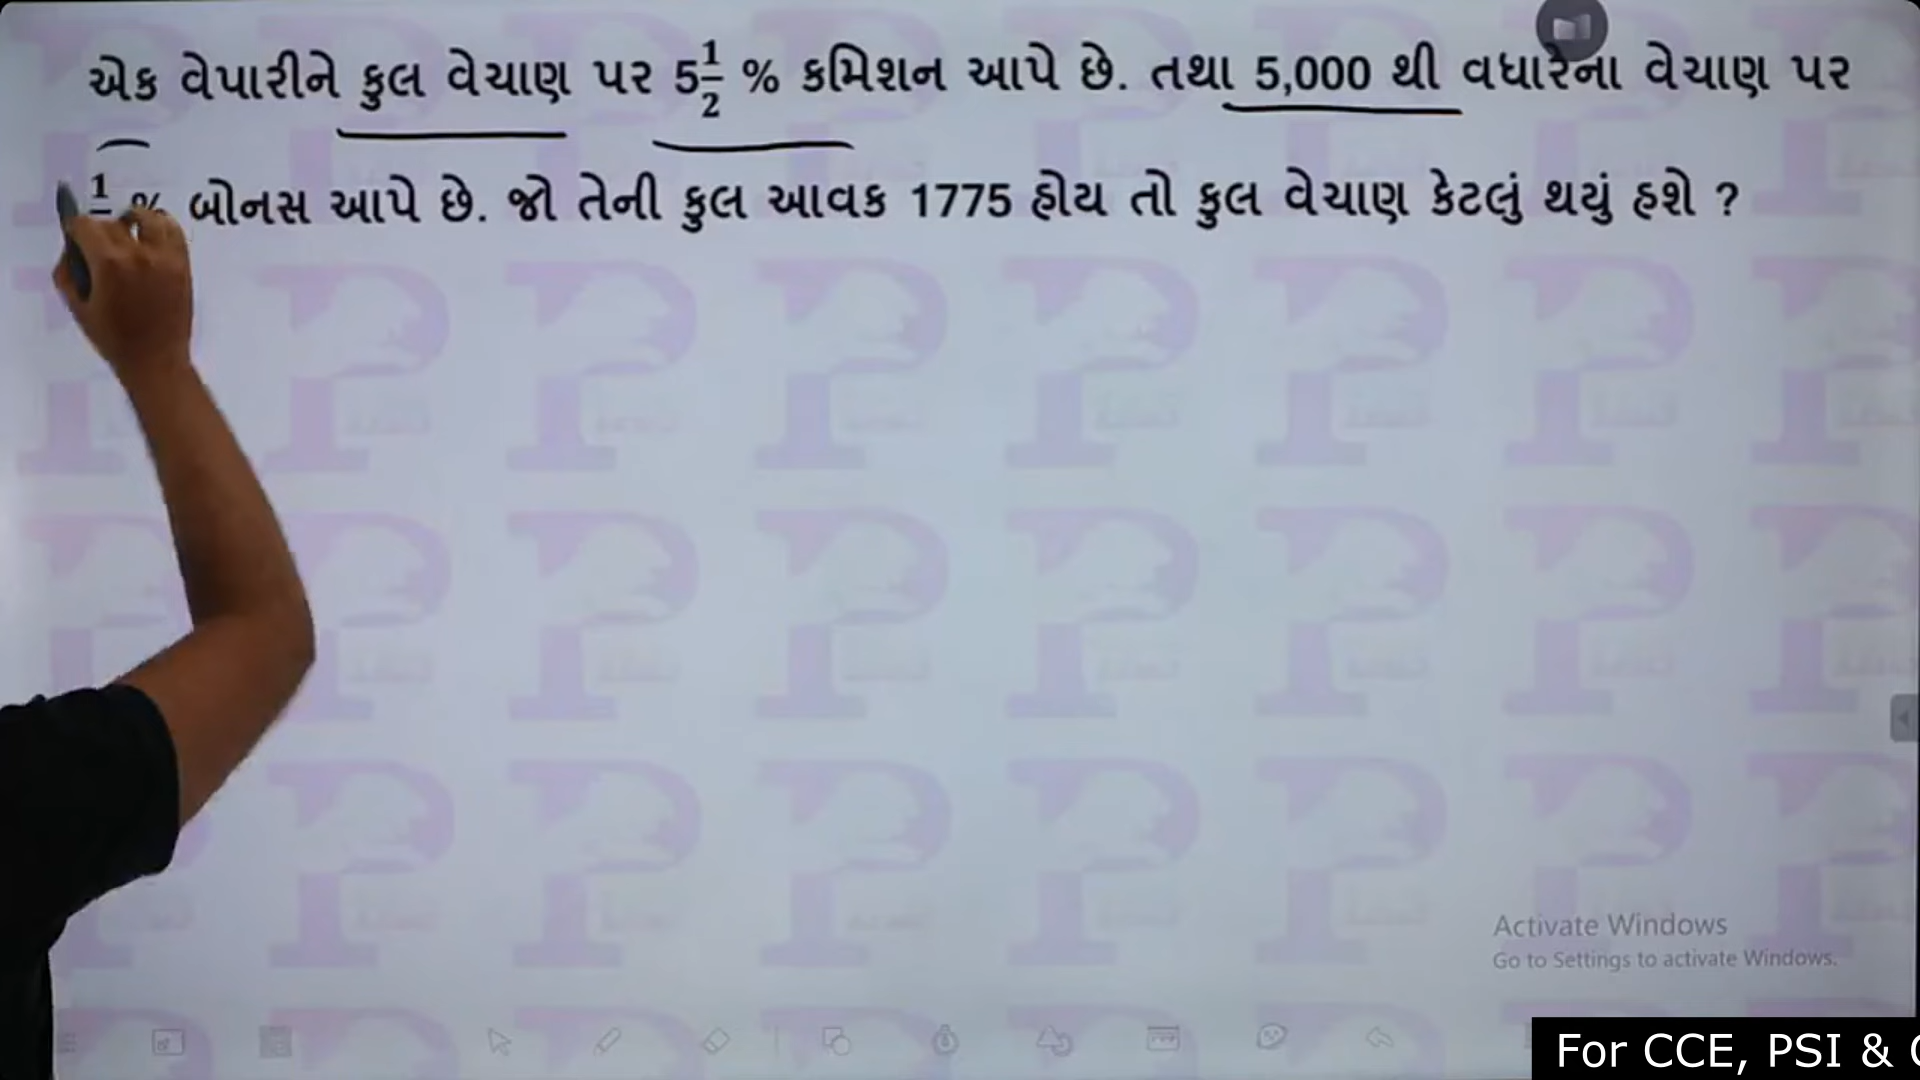 એક વેપારીને કુલ વેચાણ પર 5½ % કમિશન આપે છે. તથા 5,000 થી વધારેના વેચાણ પર
% બોનસ આપે છે. જો તેની કુલ આવક 1775 હોય તો કુલ વેચાણ કેટલું થયું હશે ?
Activate Windows
Go to Settings to activate Windows.
For CCE, PSI &